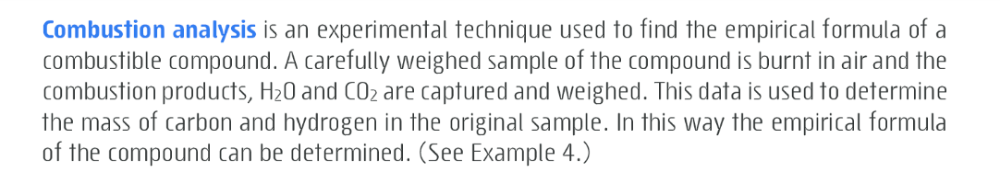 Combustion analysis is an experimental technique used to find the empirical formula of a
combustible compound. A carefully weighed sample of the compound is burnt in air and the
combustion products, H₂O and CO₂ are captured and weighed. This data is used to determine
the mass of carbon and hydrogen in the original sample. In this way the empirical formula
of the compound can be determined. (See Example 4.)